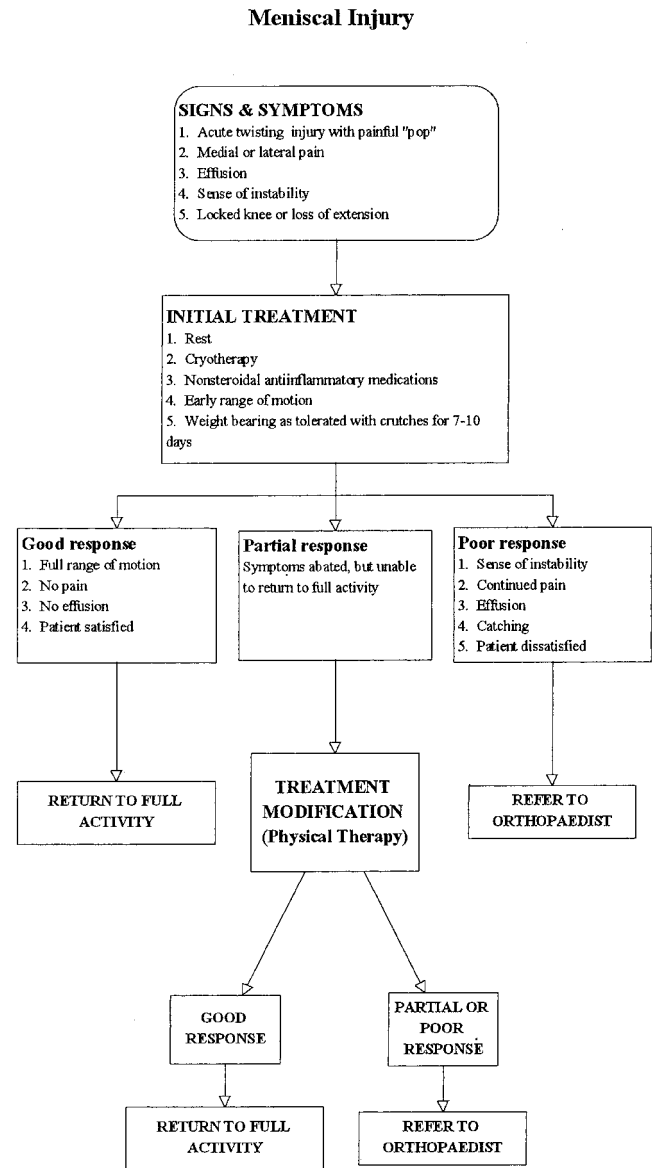 Meniscal Injury
SIGNS & SYMPTOMS
1. Acute twisting injury with painful "pop"
2. Medial or lateral pain
3. Effusion
4. Sense of instability
5. Locked knee or loss of extension
INITIAL TREATMENT
1. Rest
2. Cryotherapy
3. Nonsteroidal antiinflammatory medications
4. Early range of motion
5. Weight bearing as tolerated with crutches for 7-10
days
Good response
1. Full range of motion
2. No pain
3. No effusion
4. Patient satisfied
Partial response
Symptoms abated, but unable
to return to full activity
Poor response
1. Sense of instability
2. Continued pain
3. Effusion
4. Catching
5. Patient dissatisfied
RETURN TO FULL
ACTIVITY
TREATMENT
MODIFICATION
(Physical Therapy)
REFER TO
ORTHOPAEDIST
GOOD
RESPONSE
PARTIAL OR
POOR
RESPONSE
RETURN TO FULL
ACTIVITY
REFER TO
ORTHOPAEDIST